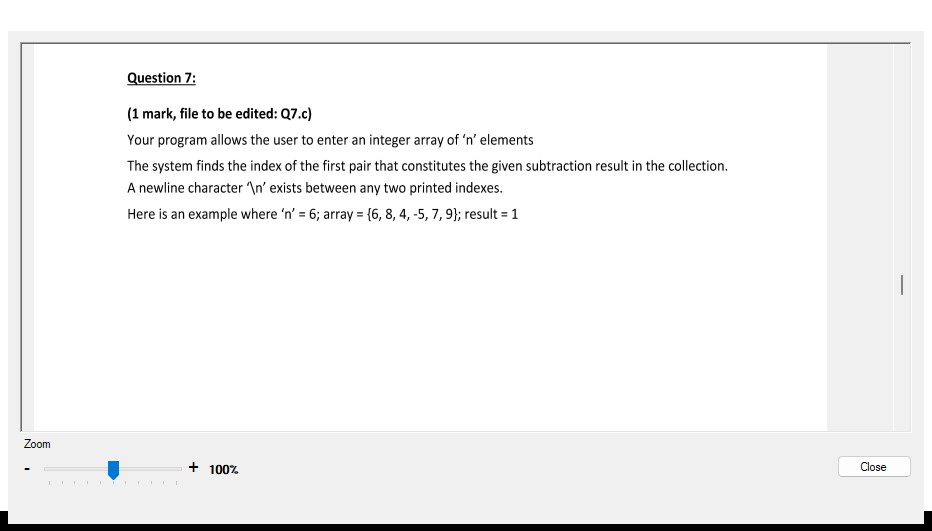 Question 7:
(1 mark, file to be edited: Q7.c)
Your program allows the user to enter an integer array of ‘n’ elements
The system finds the index of the first pair that constitutes the given subtraction result in the collection.
A newline character ‘\n’ exists between any two printed indexes.
Here is an example where ‘n’ = 6; array = {6, 8, 4, -5, 7, 9}; result = 1
Zoom
- + 100%
Close